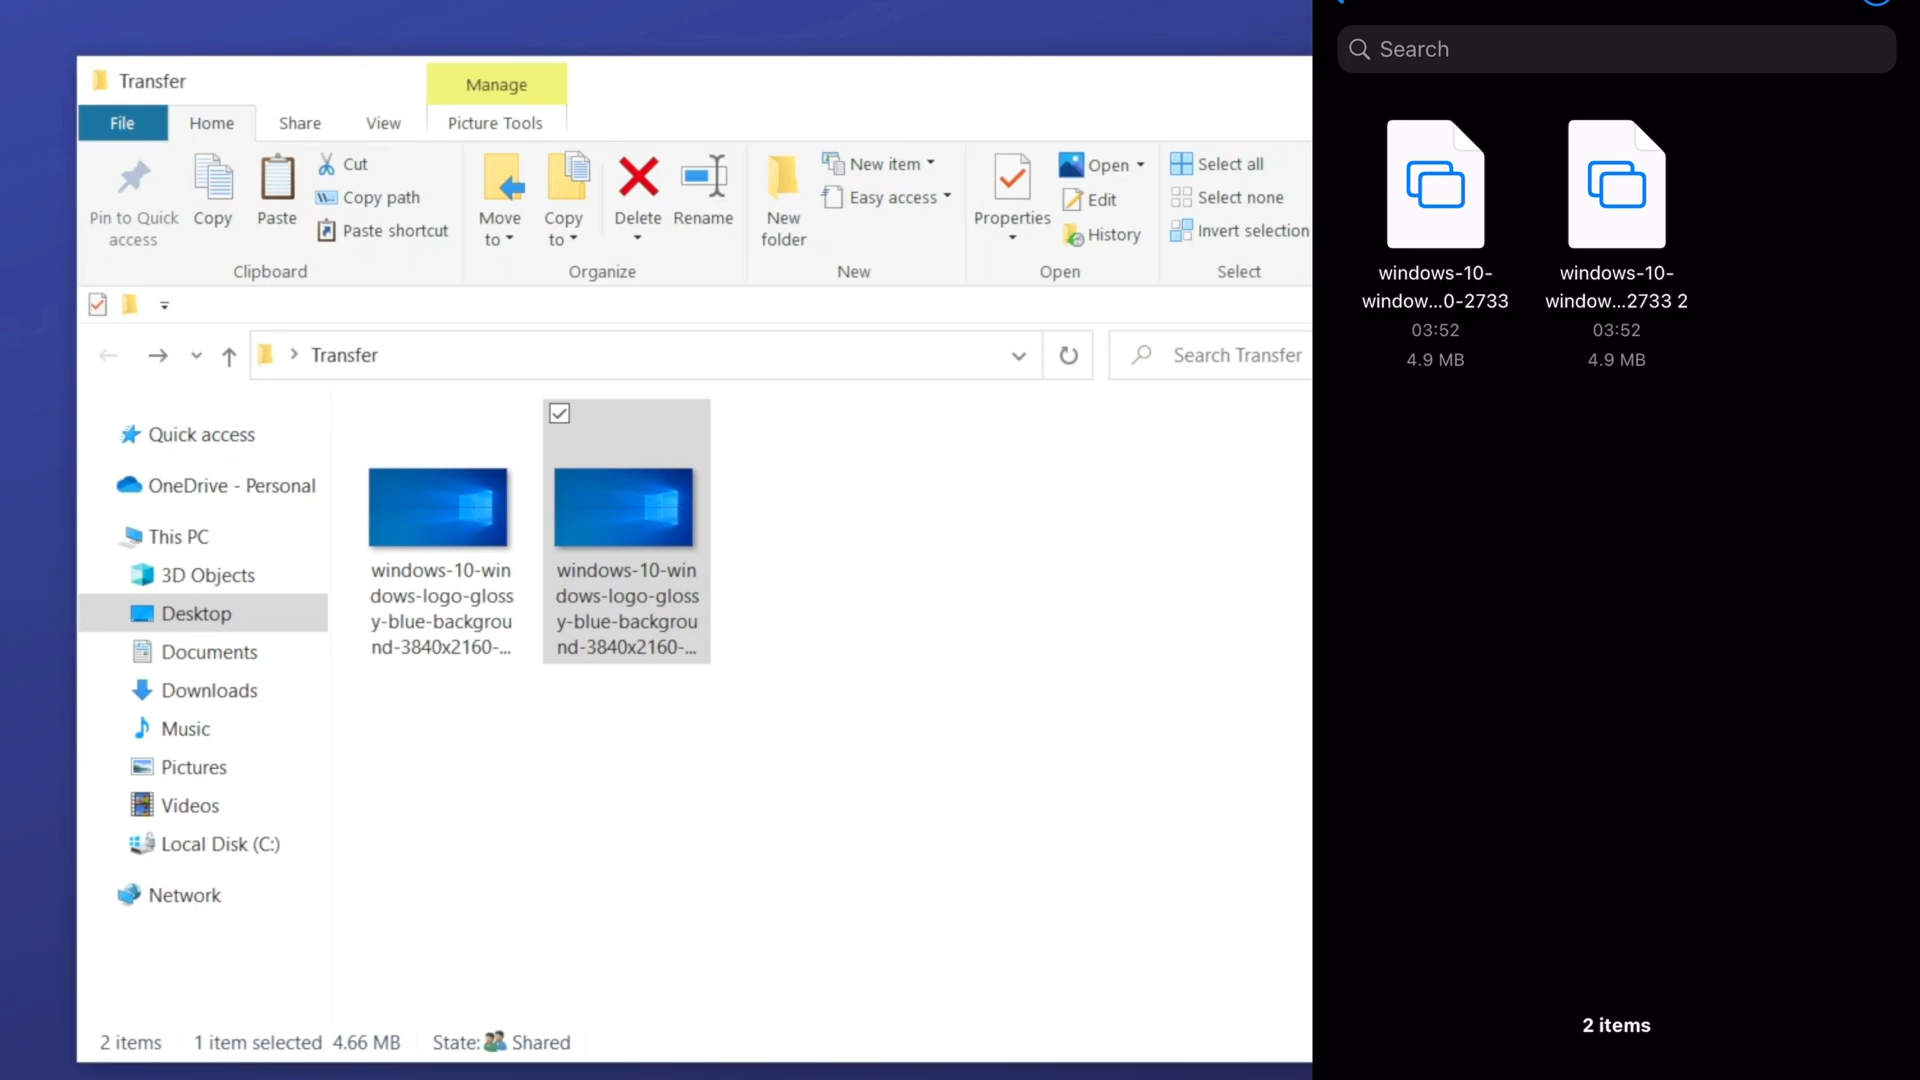 Transfer
Manage
File
Home
Share
View
Picture Tools
Pin to Quick
access
Copy
Paste
Cut
Copy path
Paste shortcut
Clipboard
Move
to
Copy
to
Delete
Rename
Organize
New
folder
New item
Easy access
New
Properties
Open
Edit
History
Open
Select all
Select none
Invert selection
Select
Transfer
Search Transfer
Quick access
OneDrive - Personal
This PC
3D Objects
Desktop
Documents
Downloads
Music
Pictures
Videos
Local Disk (C:)
Network
windows-10-win
dows-logo-gloss
y-blue-backgrou
nd-3840x2160-...
windows-10-win
dows-logo-gloss
y-blue-backgrou
nd-3840x2160-...
2 items
1 item selected 4.66 MB
State: Shared
Search
windows-10-
window...0-2733
03:52
4.9 MB
windows-10-
window...2733 2
03:52
4.9 MB
2 items